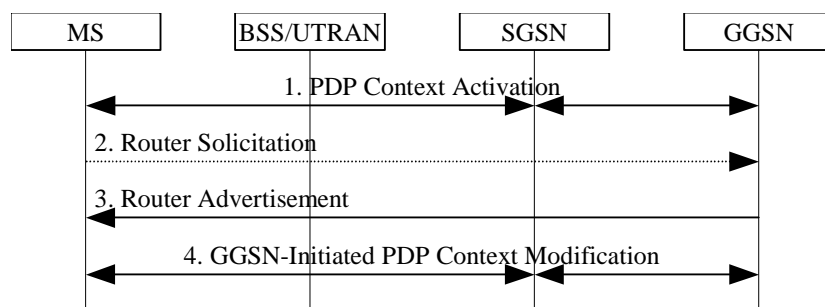 MS
BSS/UTRAN
SGSN
GGSN
1. PDP Context Activation
2. Router Solicitation
3. Router Advertisement
4. GGSN-Initiated PDP Context Modification